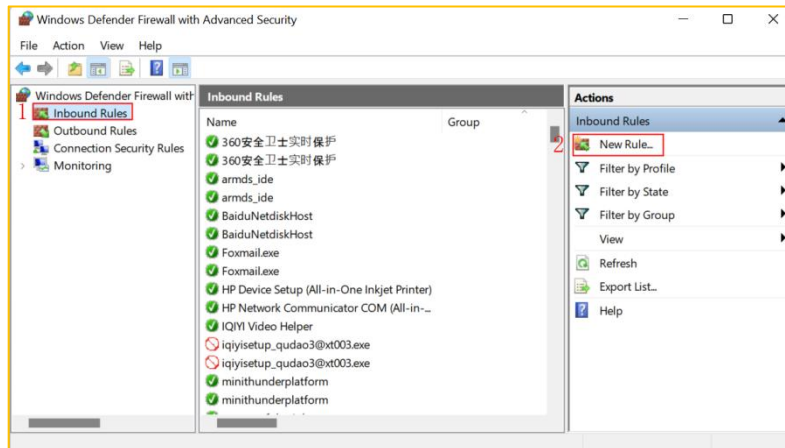 Windows Defender Firewall with Advanced Security
File Action View Help
Windows Defender Firewall with
1 Inbound Rules
Outbound Rules
Connection Security Rules
Monitoring
Inbound Rules
Name Group
360安全卫士实时保护
360安全卫士实时保护
armds_ide
BaiduNetdiskHost
BaiduNetdiskHost
Foxmail.exe
Foxmail.exe
HP Device Setup (All-in-One Inkjet Printer)
HP Network Communicator COM (All-in-...
IQIYI Video Helper
iqiyisetup_qudao3@xt003.exe
iqiyisetup_qudao3@xt003.exe
minithunderplatform
minithunderplatform
Actions
Inbound Rules
2 New Rule...
Filter by Profile
Filter by State
Filter by Group
View
Refresh
Export List...
Help